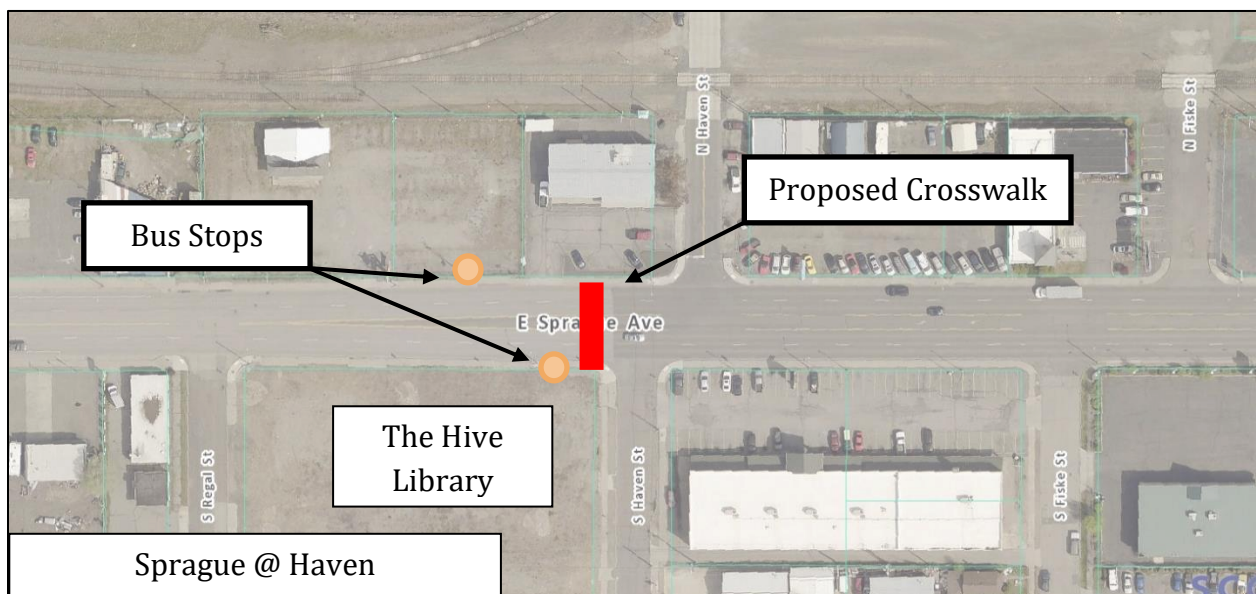 N Haven St
N Fiske St
Proposed Crosswalk
Bus Stops
E Sprague Ave
The Hive
Library
S Regal St
S Haven St
S Fiske St
Sprague @ Haven